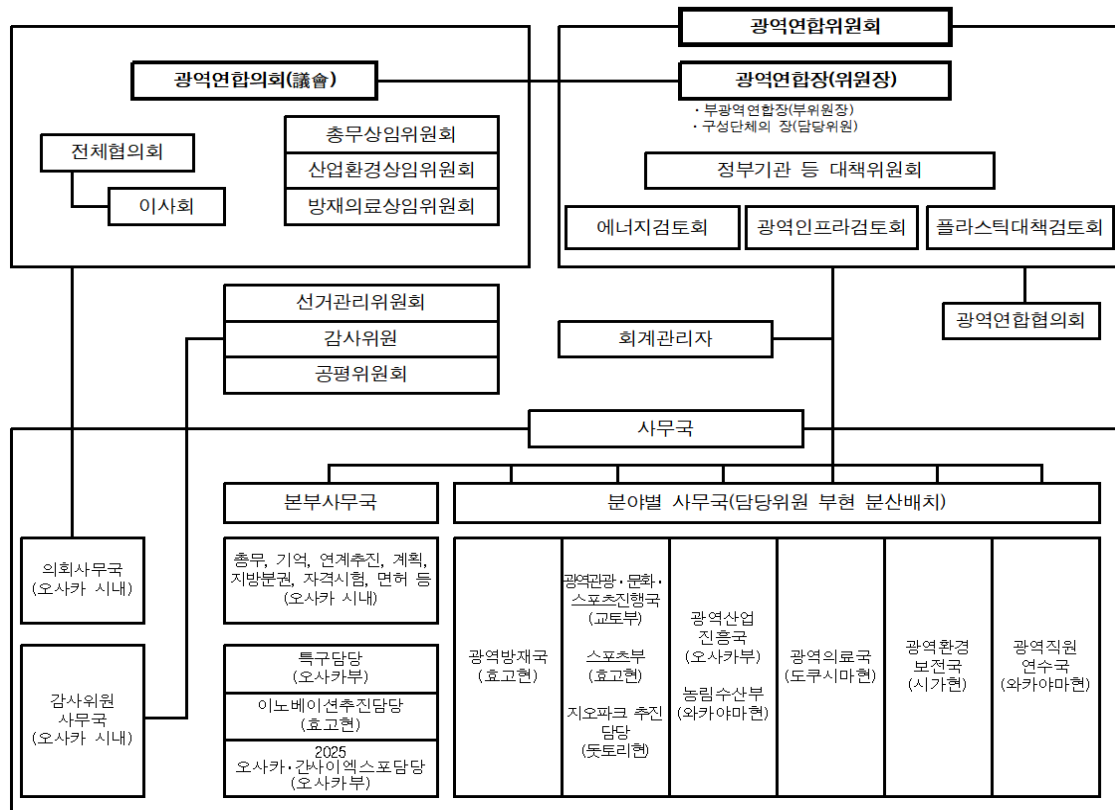 광역연합위원회
광역연합의회(議會)
광역연합장(위원장)
· 부광역연합장(부위원장)
· 구성단체의 장(담당위원)
전체협의회
이사회
총무상임위원회
산업환경상임위원회
방재의료상임위원회
정부기관 등 대책위원회
에너지검토회
광역인프라검토회
플라스틱대책검토회
선거관리위원회
감사위원
공평위원회
회계관리자
광역연합협의회
사무국
본부사무국
분야별 사무국(담당위원 부현 분산배치)
의회사무국
(오사카 시내)
총무, 기억, 연계추진, 계획,
지방분권, 자격시험, 면허 등
(오사카 시내)
감사위원
사무국
(오사카 시내)
특구담당
(오사카부)
이노베이션추진담당
(효고현)
2025
오사카·간사이엑스포담당
(오사카부)
광역방재국
(효고현)
광역관광·문화·
스포츠진행국
(교토부)
스포츠부
(효고현)
지오파크 추진
담당
(돗토리현)
광역산업
진흥국
(오사카부)
농림수산부
(와카야마현)
광역의료국
(도쿠시마현)
광역환경
보전국
(시가현)
광역직원
연수국
(와카야마현)